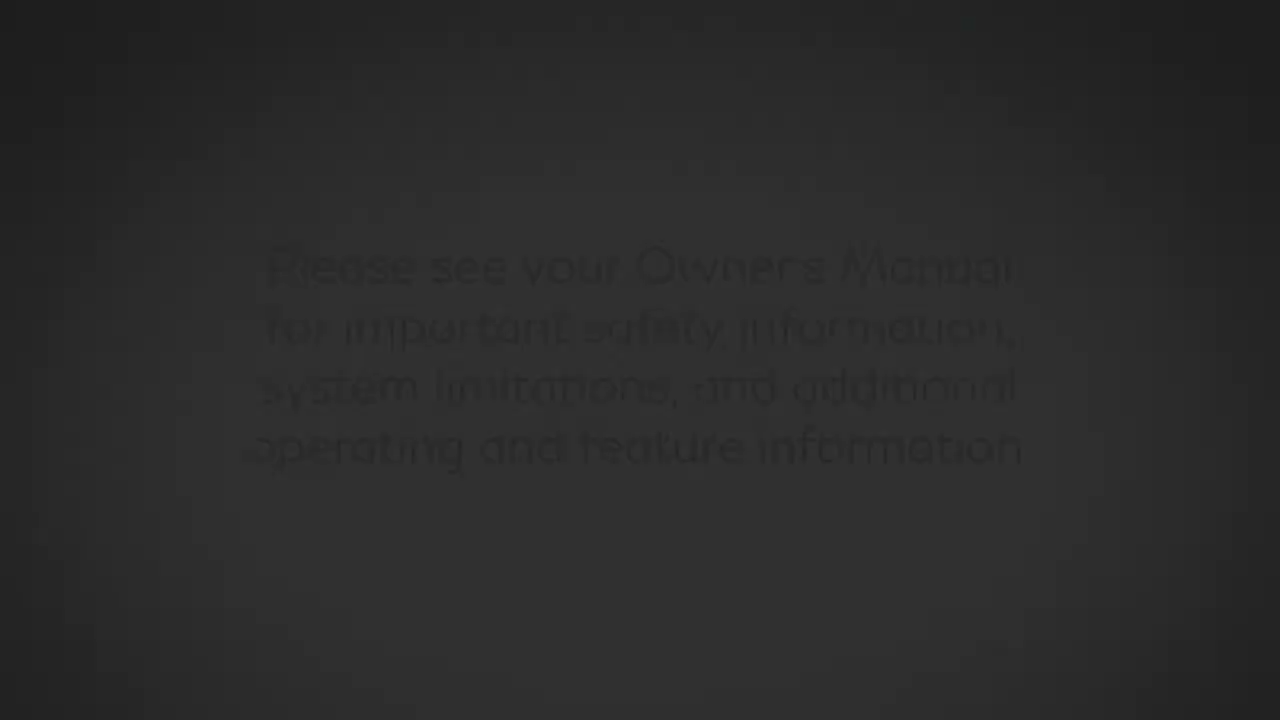 Please see your Owner's Manual
for important safety information,
system limitations, and additional
operating and feature information